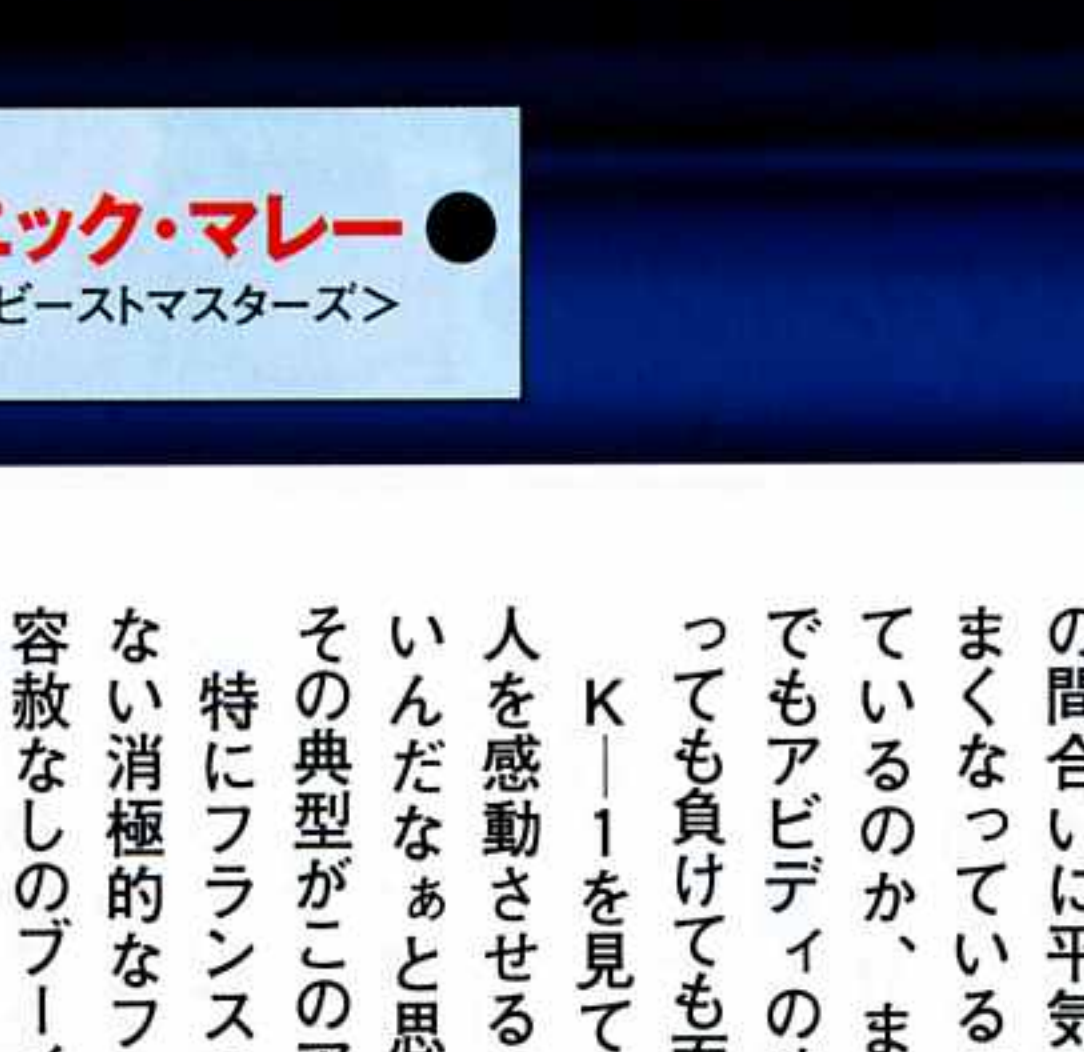 ニック・マレー●
ビーストマスターズ＞
の間合いに平気
まくなっている
ているのか、ま
でもアビディの
っても負けても面
K―1を見て
人を感動させる
いんだなぁと思
その典型がこの
特にフランス
ない消極的なフ
容赦なしのブー